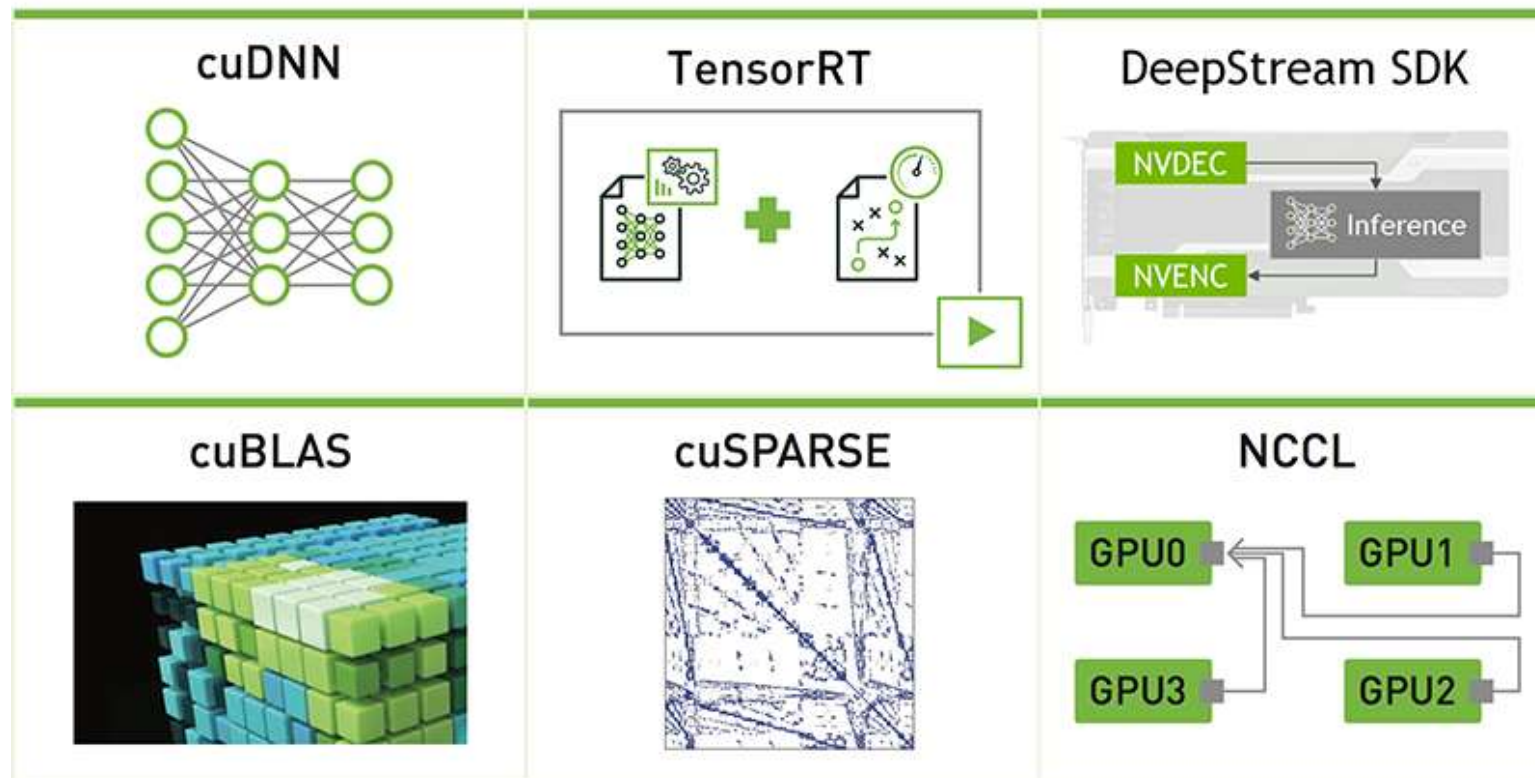 cuDNN
TensorRT
DeepStream SDK
NVDEC
Inference
NVENC
cuBLAS
cuSPARSE
NCCL
GPU0
GPU1
GPU3
GPU2